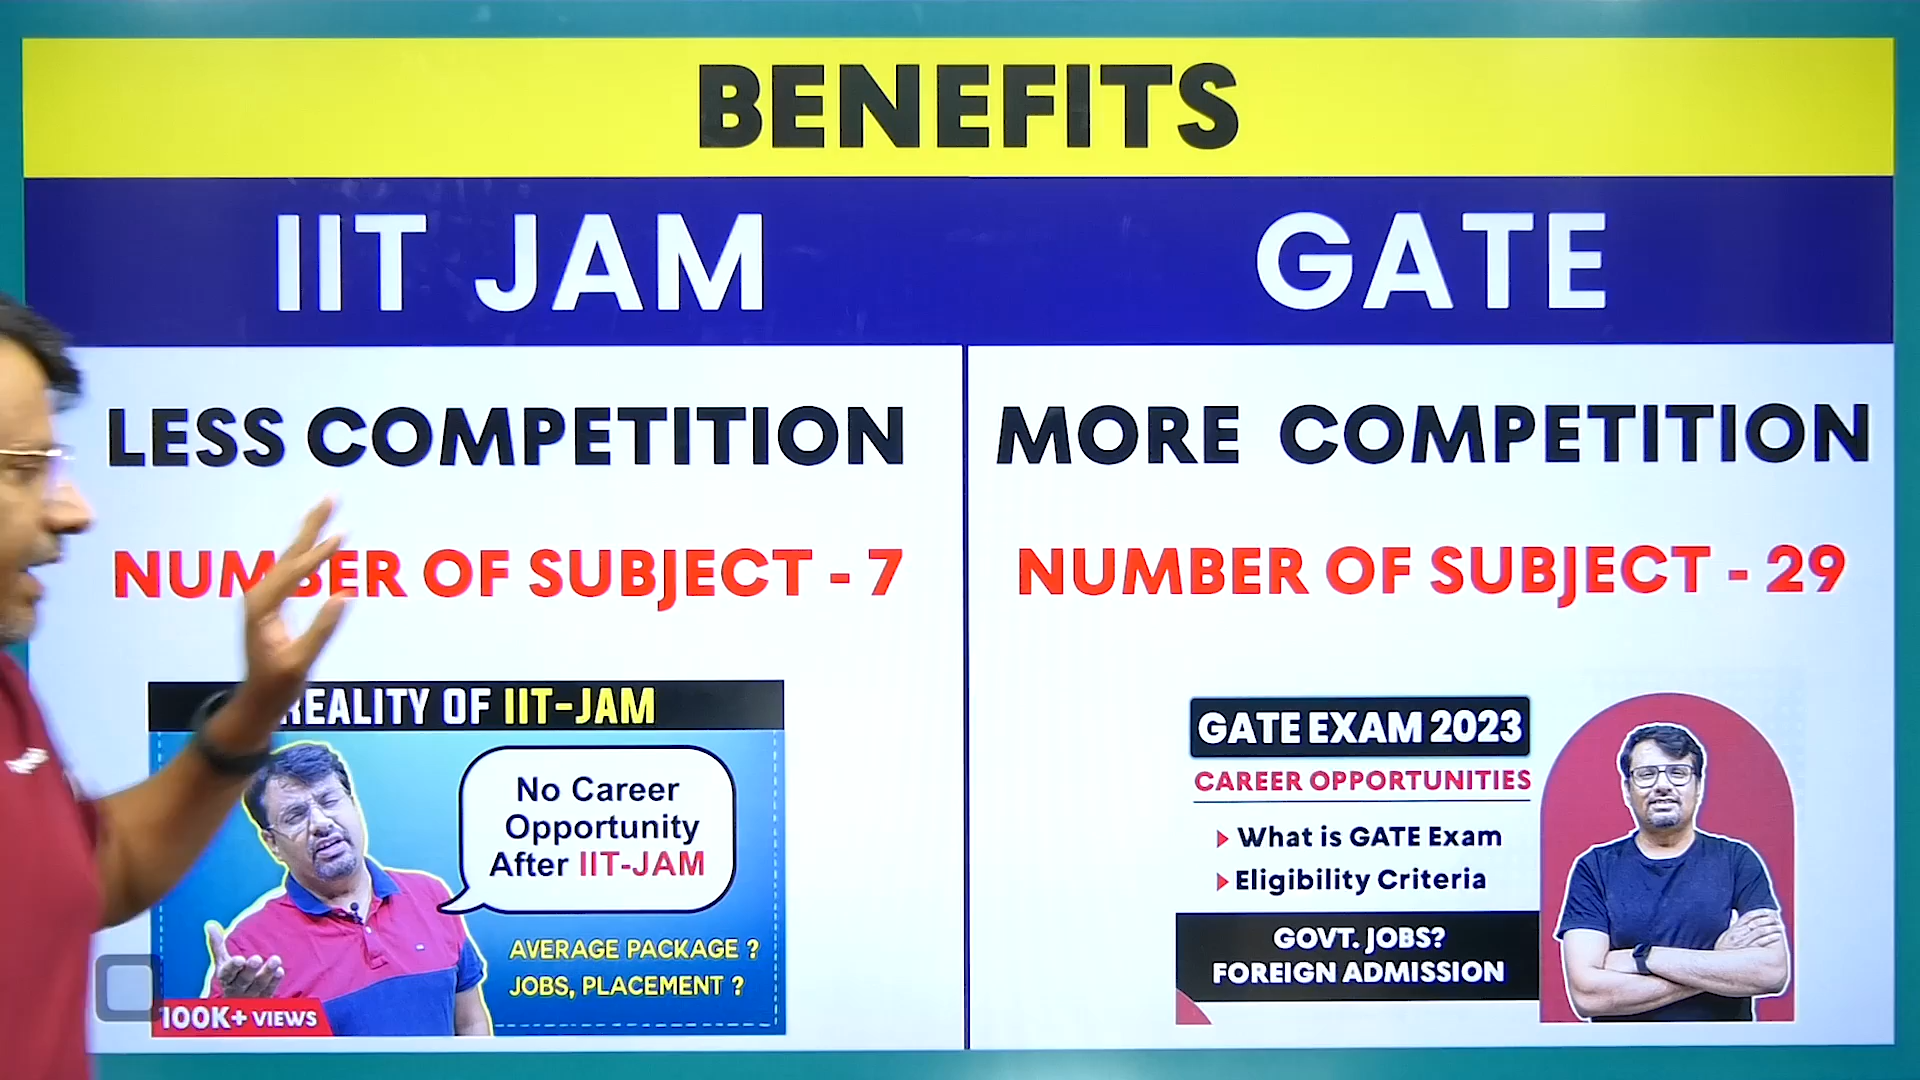 BENEFITS
IIT JAM
GATE
LESS COMPETITION
MORE COMPETITION
NUMBER OF SUBJECT - 7
NUMBER OF SUBJECT - 29
REALITY OF IIT-JAM
No Career
Opportunity
After IIT-JAM
AVERAGE PACKAGE ?
JOBS, PLACEMENT ?
100K+ VIEWS
GATE EXAM 2023
CAREER OPPORTUNITIES
What is GATE Exam
Eligibility Criteria
GOVT. JOBS?
FOREIGN ADMISSION